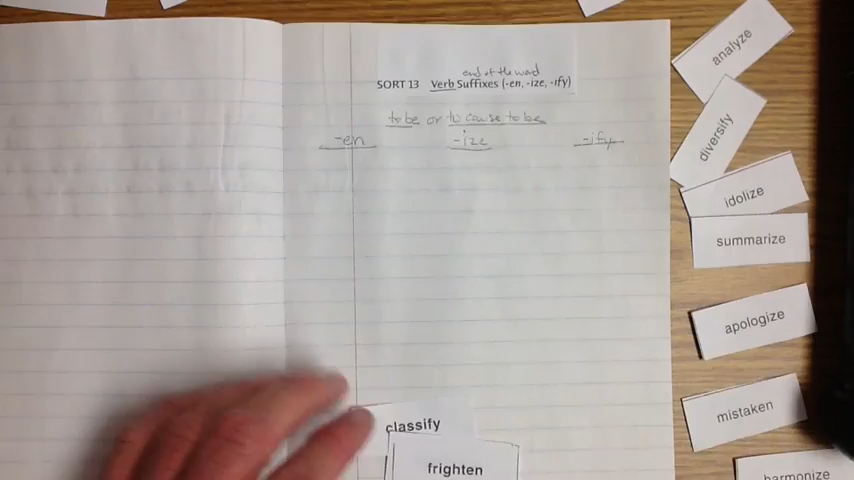 end of the word
SORT 13 Verb Suffixes (-en, -ize, -ify)
to be or to cause to be
-en -ize -ify
analyze
diversify
idolize
summarize
apologize
mistaken
harmonize
classify
frighten